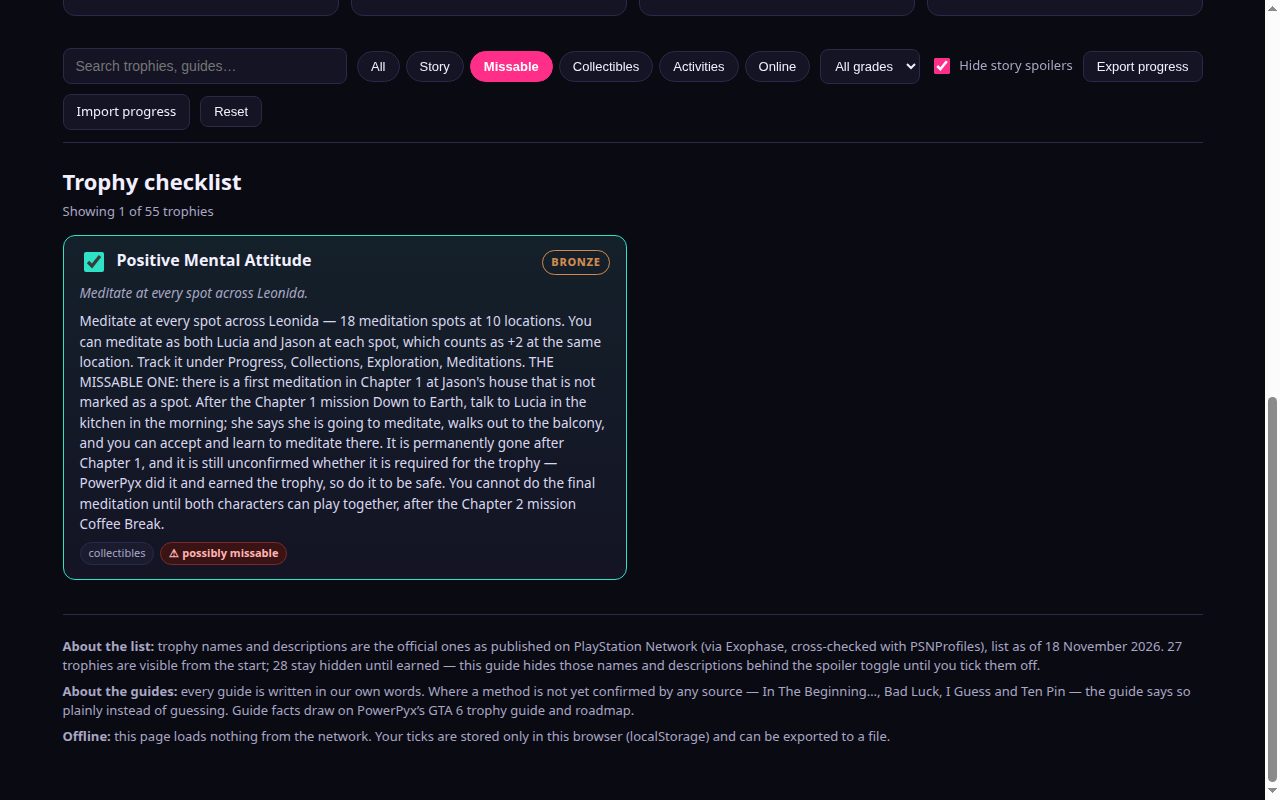 Search trophies, guides…
All
Story
Missable
Collectibles
Activities
Online
All grades
Hide story spoilers
Export progress
Import progress
Reset
Trophy checklist
Showing 1 of 55 trophies
Positive Mental Attitude
BRONZE
Meditate at every spot across Leonida.
Meditate at every spot across Leonida — 18 meditation spots at 10 locations. You
can meditate as both Lucia and Jason at each spot, which counts as +2 at the same
location. Track it under Progress, Collections, Exploration, Meditations. THE
MISSABLE ONE: there is a first meditation in Chapter 1 at Jason's house that is not
marked as a spot. After the Chapter 1 mission Down to Earth, talk to Lucia in the
kitchen in the morning; she says she is going to meditate, walks out to the balcony,
and you can accept and learn to meditate there. It is permanently gone after
Chapter 1, and it is still unconfirmed whether it is required for the trophy —
PowerPyx did it and earned the trophy, so do it to be safe. You cannot do the final
meditation until both characters can play together, after the Chapter 2 mission
Coffee Break.
collectibles
⚠ possibly missable
About the list: trophy names and descriptions are the official ones as published on PlayStation Network (via Exophase, cross-checked with PSNProfiles), list as of 18 November 2026. 27
trophies are visible from the start; 28 stay hidden until earned — this guide hides those names and descriptions behind the spoiler toggle until you tick them off.
About the guides: every guide is written in our own words. Where a method is not yet confirmed by any source — In The Beginning…, Bad Luck, I Guess and Ten Pin — the guide says so
plainly instead of guessing. Guide facts draw on PowerPyx’s GTA 6 trophy guide and roadmap.
Offline: this page loads nothing from the network. Your ticks are stored only in this browser (localStorage) and can be exported to a file.